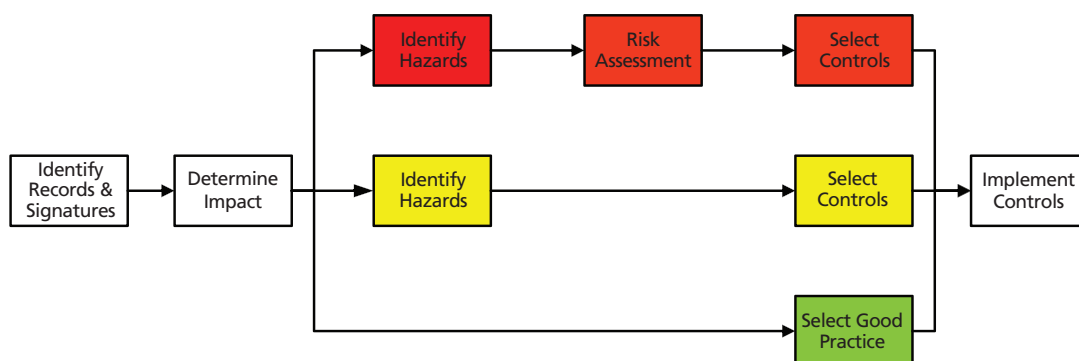 Identify
Hazards
Risk
Assessment
Select
Controls
Identify
Records &
Signatures
Determine
Impact
Identify
Hazards
Select
Controls
Implement
Controls
Select Good
Practice